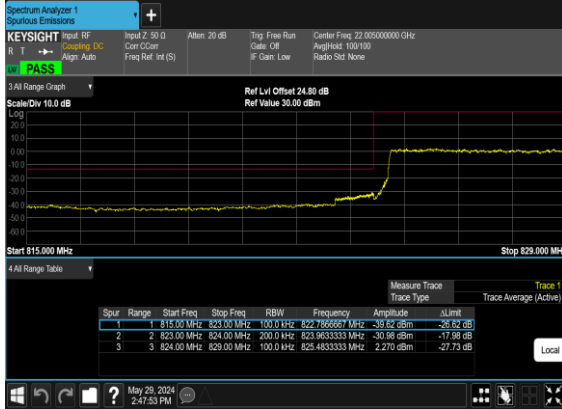 Spectrum Analyzer 1
Spurious Emissions
+
KEYSIGHT Input: RF Input Z: 50 Ω Atten: 20 dB Trig: Free Run Center Freq: 22.005000000 GHz
R T Coupling: DC Corr CCorr Gate: Off Avg|Hold: 100/100
Align: Auto Freq Ref: Int (S) IF Gain: Low Radio Std: None
PASS
3 All Range Graph Ref Lvl Offset 24.80 dB
Scale/Div 10.0 dB Ref Value 30.00 dBm
Log
20.0
10.0
0.00
-10.0
-20.0
-30.0
-40.0
-50.0
-60.0
Start 815.000 MHz Stop 829.000 MHz
4 All Range Table
Measure Trace Trace 1
Trace Type Trace Average (Active)
Spur Range Start Freq Stop Freq RBW Frequency Amplitude ΔLimit
1 1 815.00 MHz 823.00 MHz 100.0 kHz 822.7866667 MHz -39.62 dBm -26.62 dB
2 2 823.00 MHz 824.00 MHz 200.0 kHz 823.9633333 MHz -30.98 dBm -17.98 dB
3 3 824.00 MHz 829.00 MHz 100.0 kHz 825.4833333 MHz 2.270 dBm -27.73 dB
Local
? May 29, 2024
2:47:53 PM